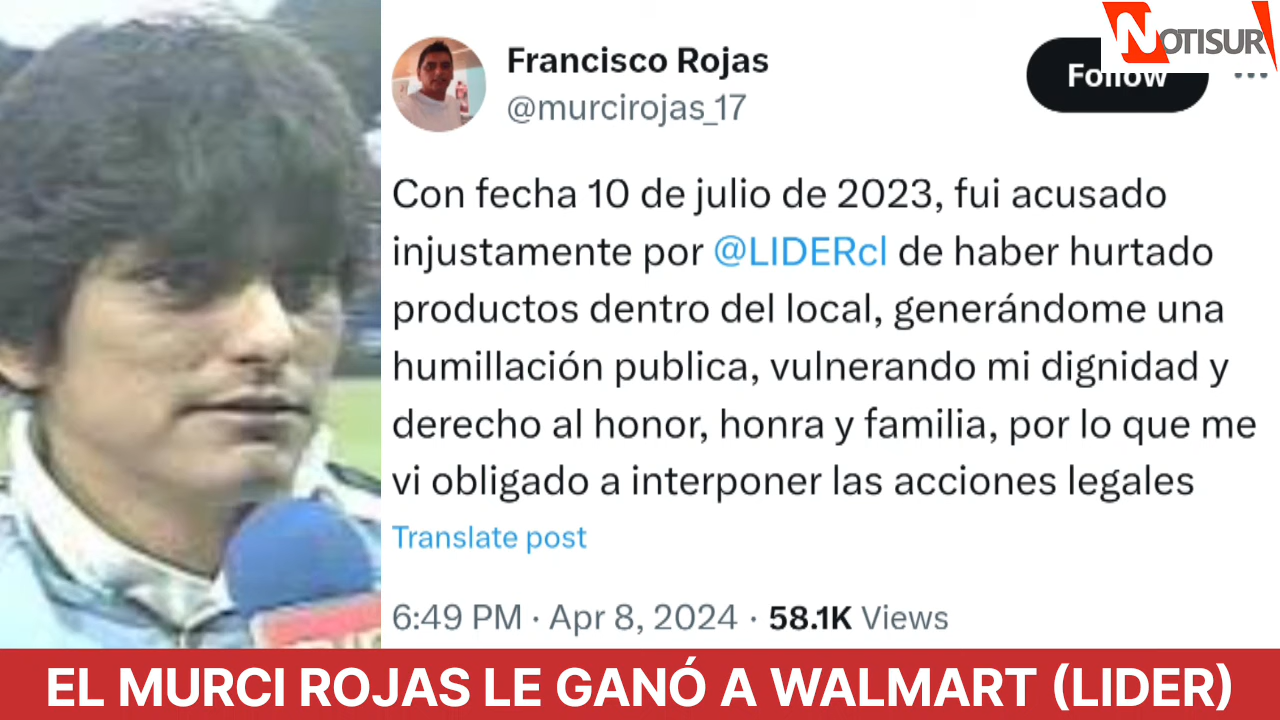 NOTISUR
Francisco Rojas
@murcirojas_17
Follow
Con fecha 10 de julio de 2023, fui acusado
injustamente por @LIDERcl de haber hurtado
productos dentro del local, generándome una
humillación publica, vulnerando mi dignidad y
derecho al honor, honra y familia, por lo que me
vi obligado a interponer las acciones legales
Translate post
6:49 PM · Apr 8, 2024 · 58.1K Views
EL MURCI ROJAS LE GANÓ A WALMART (LIDER)